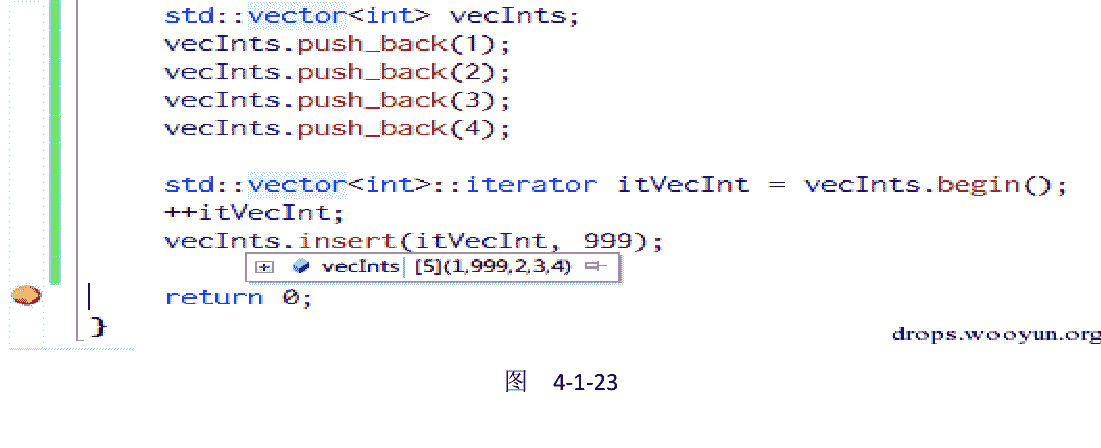 std::vector<int> vecInts;
vecInts.push_back(1);
vecInts.push_back(2);
vecInts.push_back(3);
vecInts.push_back(4);
std::vector<int>::iterator itVecInt = vecInts.begin();
++itVecInt;
vecInts.insert(itVecInt, 999);
vecInts [5](1,999,2,3,4)
return 0;
}
drops.wooyun.org
图 4-1-23